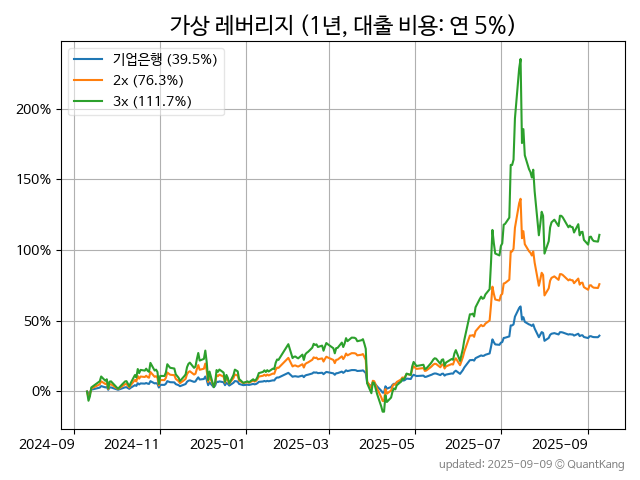 가상 레버리지 (1년, 대출 비용: 연 5%)
기업은행 (39.5%)
2x (76.3%)
3x (111.7%)
200%
150%
100%
50%
0%
2024-09 2024-11 2025-01 2025-03 2025-05 2025-07 2025-09
updated: 2025-09-09 © QuantKang